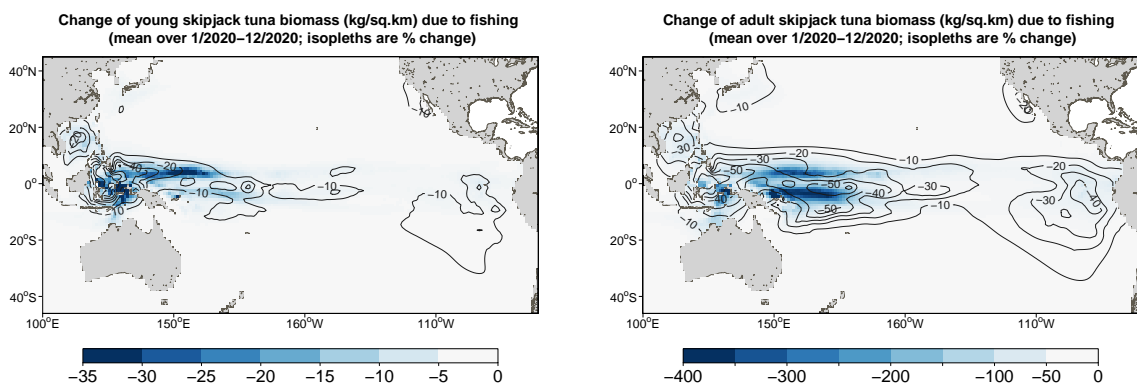 Change of young skipjack tuna biomass (kg/sq.km) due to fishing
(mean over 1/2020−12/2020; isopleths are % change)
40°N
20°N
0°
20°S
40°S
100°E
150°E
160°W
110°W
−20
−10
−10
−10
−10
−10
−35
−30
−25
−20
−15
−10
−5
0
Change of adult skipjack tuna biomass (kg/sq.km) due to fishing
(mean over 1/2020−12/2020; isopleths are % change)
40°N
20°N
0°
20°S
40°S
100°E
150°E
160°W
110°W
−10
−10
−30
−20
−10
−20
−30
−50
−50
−40
−30
−10
−50
−40
−10
−30
−40
−400
−300
−200
−100
−50
0